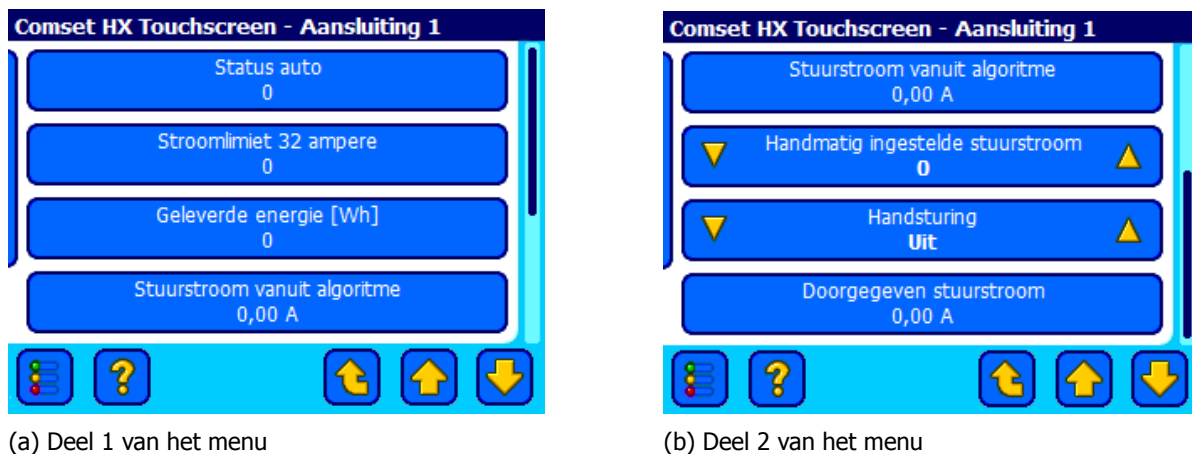 Comset HX Touchscreen - Aansluiting 1
Status auto
0
Stroomlimiet 32 ampere
0
Geleverde energie [Wh]
0
Stuurstroom vanuit algoritme
0,00 A
?
(a) Deel 1 van het menu
Comset HX Touchscreen - Aansluiting 1
Stuurstroom vanuit algoritme
0,00 A
Handmatig ingestelde stuurstroom
0
Handsturing
Uit
Doorgegeven stuurstroom
0,00 A
?
(b) Deel 2 van het menu